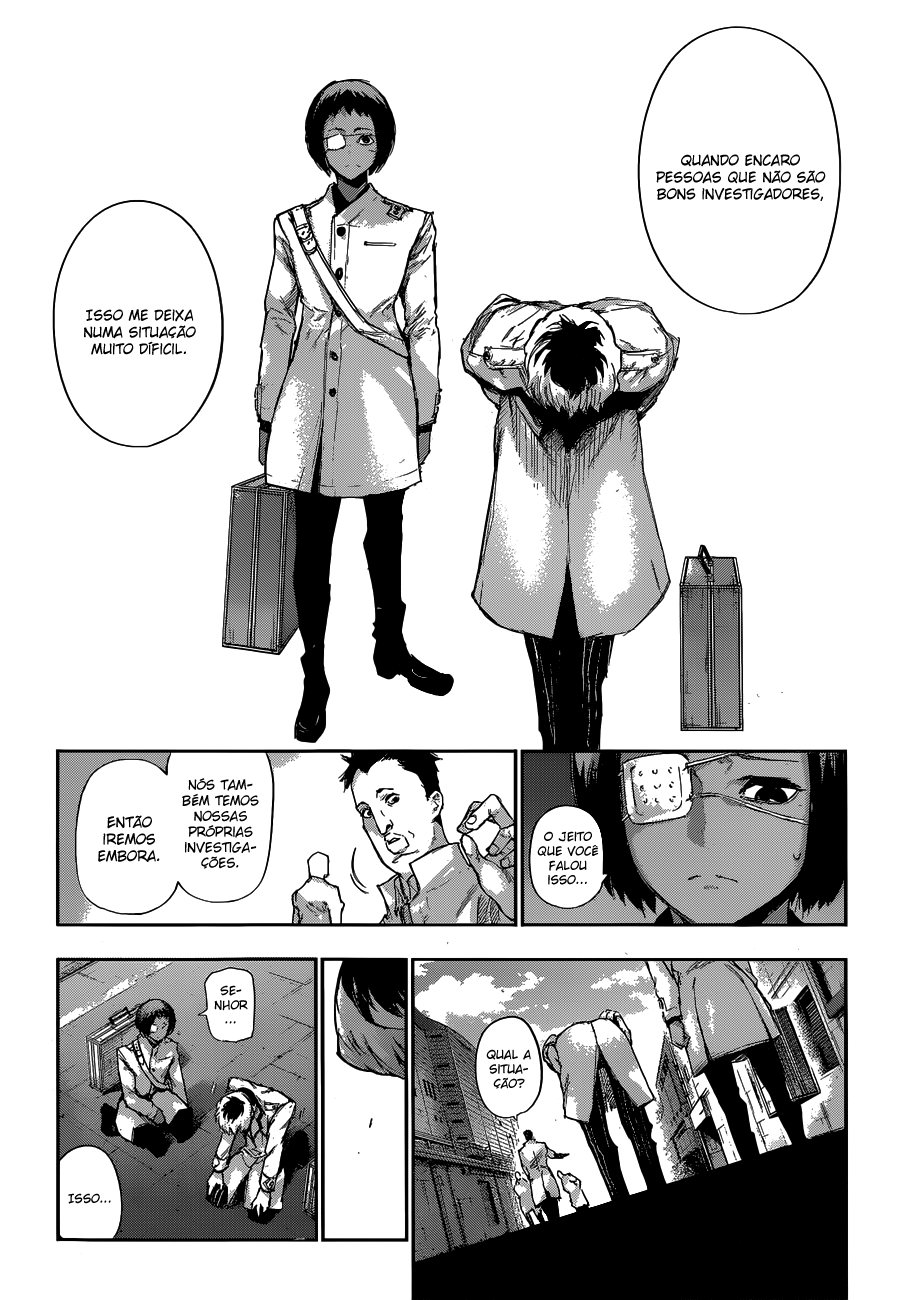 QUANDO ENCARO
PESSOAS QUE NÃO SÃO
BONS INVESTIGADORES,
ISSO ME DEIXA
NUMA SITUAÇÃO
MUITO DÍFICIL.
O JEITO
QUE VOCÊ
FALOU
ISSO...
NÓS TAM-
BÉM TEMOS
NOSSAS
PRÓPRIAS
INVESTIGA-
ÇÕES.
ENTÃO
IREMOS
EMBORA.
QUAL A
SITUA-
ÇÃO?
SE-
NHOR
...
ISSO...